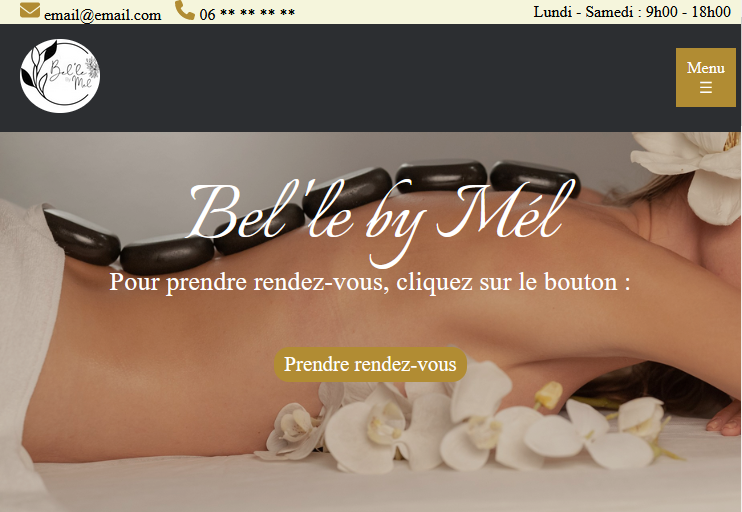 email@email.com 06 ** ** ** ** Lundi - Samedi : 9h00 - 18h00
Bel'le
by
Mel
Menu
☰
Bel'le by Mél
Pour prendre rendez-vous, cliquez sur le bouton :
Prendre rendez-vous